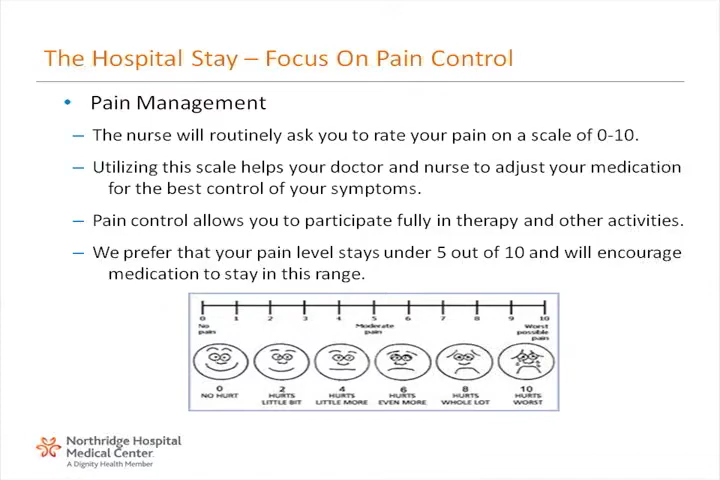 The Hospital Stay – Focus On Pain Control
• Pain Management
– The nurse will routinely ask you to rate your pain on a scale of 0-10.
– Utilizing this scale helps your doctor and nurse to adjust your medication
for the best control of your symptoms.
– Pain control allows you to participate fully in therapy and other activities.
– We prefer that your pain level stays under 5 out of 10 and will encourage
medication to stay in this range.
0 1 2 3 4 5 6 7 8 9 10
No pain Moderate pain Worst possible pain
0 2 4 6 8 10
NO HURT HURTS LITTLE BIT HURTS LITTLE MORE HURTS EVEN MORE HURTS WHOLE LOT HURTS WORST
Northridge Hospital
Medical Center.
A Dignity Health Member